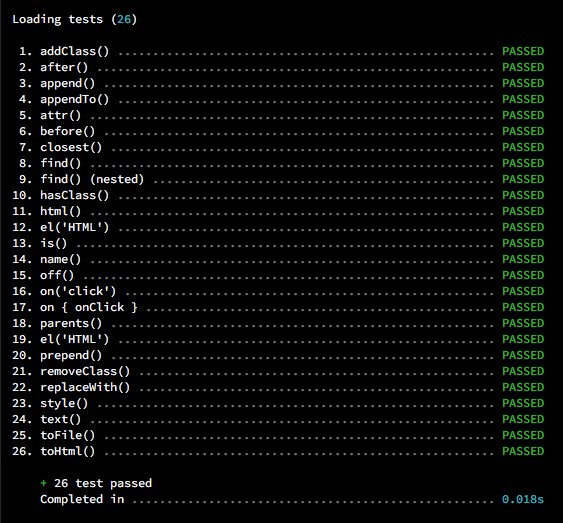 Loading tests (26)
1. addClass() ...................................................... PASSED
2. after() ......................................................... PASSED
3. append() ........................................................ PASSED
4. appendTo() ...................................................... PASSED
5. attr() .......................................................... PASSED
6. before() ........................................................ PASSED
7. closest() ....................................................... PASSED
8. find() .......................................................... PASSED
9. find() (nested) ................................................. PASSED
10. hasClass() ...................................................... PASSED
11. html() .......................................................... PASSED
12. el('HTML') ...................................................... PASSED
13. is() ............................................................ PASSED
14. name() .......................................................... PASSED
15. off() ........................................................... PASSED
16. on('click') ..................................................... PASSED
17. on { onClick } .................................................. PASSED
18. parents() ....................................................... PASSED
19. el('HTML') ...................................................... PASSED
20. prepend() ....................................................... PASSED
21. removeClass() ................................................... PASSED
22. replaceWith() ................................................... PASSED
23. style() ......................................................... PASSED
24. text() .......................................................... PASSED
25. toFile() ........................................................ PASSED
26. toHtml() ........................................................ PASSED
+ 26 test passed
Completed in .................................................... 0.018s